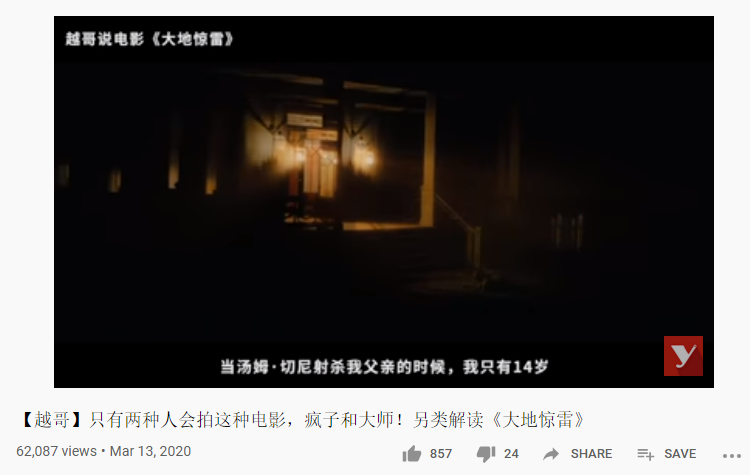 越哥说电影《大地惊雷》
当汤姆·切尼射杀我父亲的时候，我只有14岁
【越哥】只有两种人会拍这种电影，疯子和大师！另类解读《大地惊雷》
62,087 views • Mar 13, 2020
857 24 SHARE SAVE